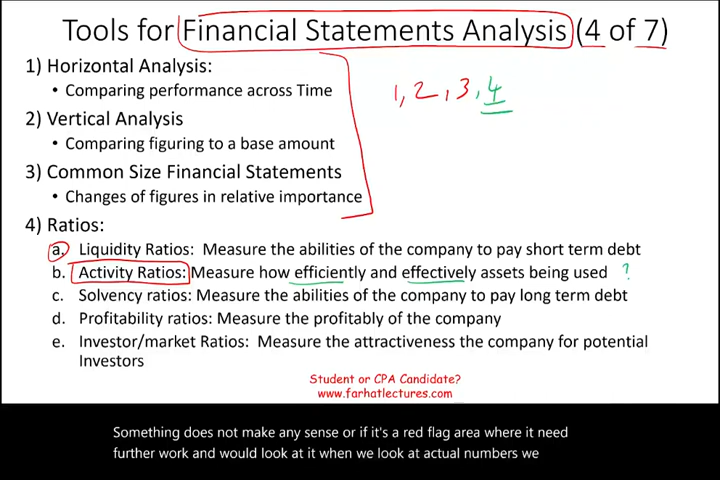 Tools for Financial Statements Analysis (4 of 7)
1) Horizontal Analysis:
• Comparing performance across Time
1, 2, 3, 4
2) Vertical Analysis
• Comparing figuring to a base amount
3) Common Size Financial Statements
• Changes of figures in relative importance
4) Ratios:
a. Liquidity Ratios: Measure the abilities of the company to pay short term debt
b. Activity Ratios: Measure how efficiently and effectively assets being used ?
c. Solvency ratios: Measure the abilities of the company to pay long term debt
d. Profitability ratios: Measure the profitably of the company
e. Investor/market Ratios: Measure the attractiveness the company for potential
Investors
Student or CPA Candidate?
www.farhatlectures.com
Something does not make any sense or if it's a red flag area where it need
further work and would look at it when we look at actual numbers we